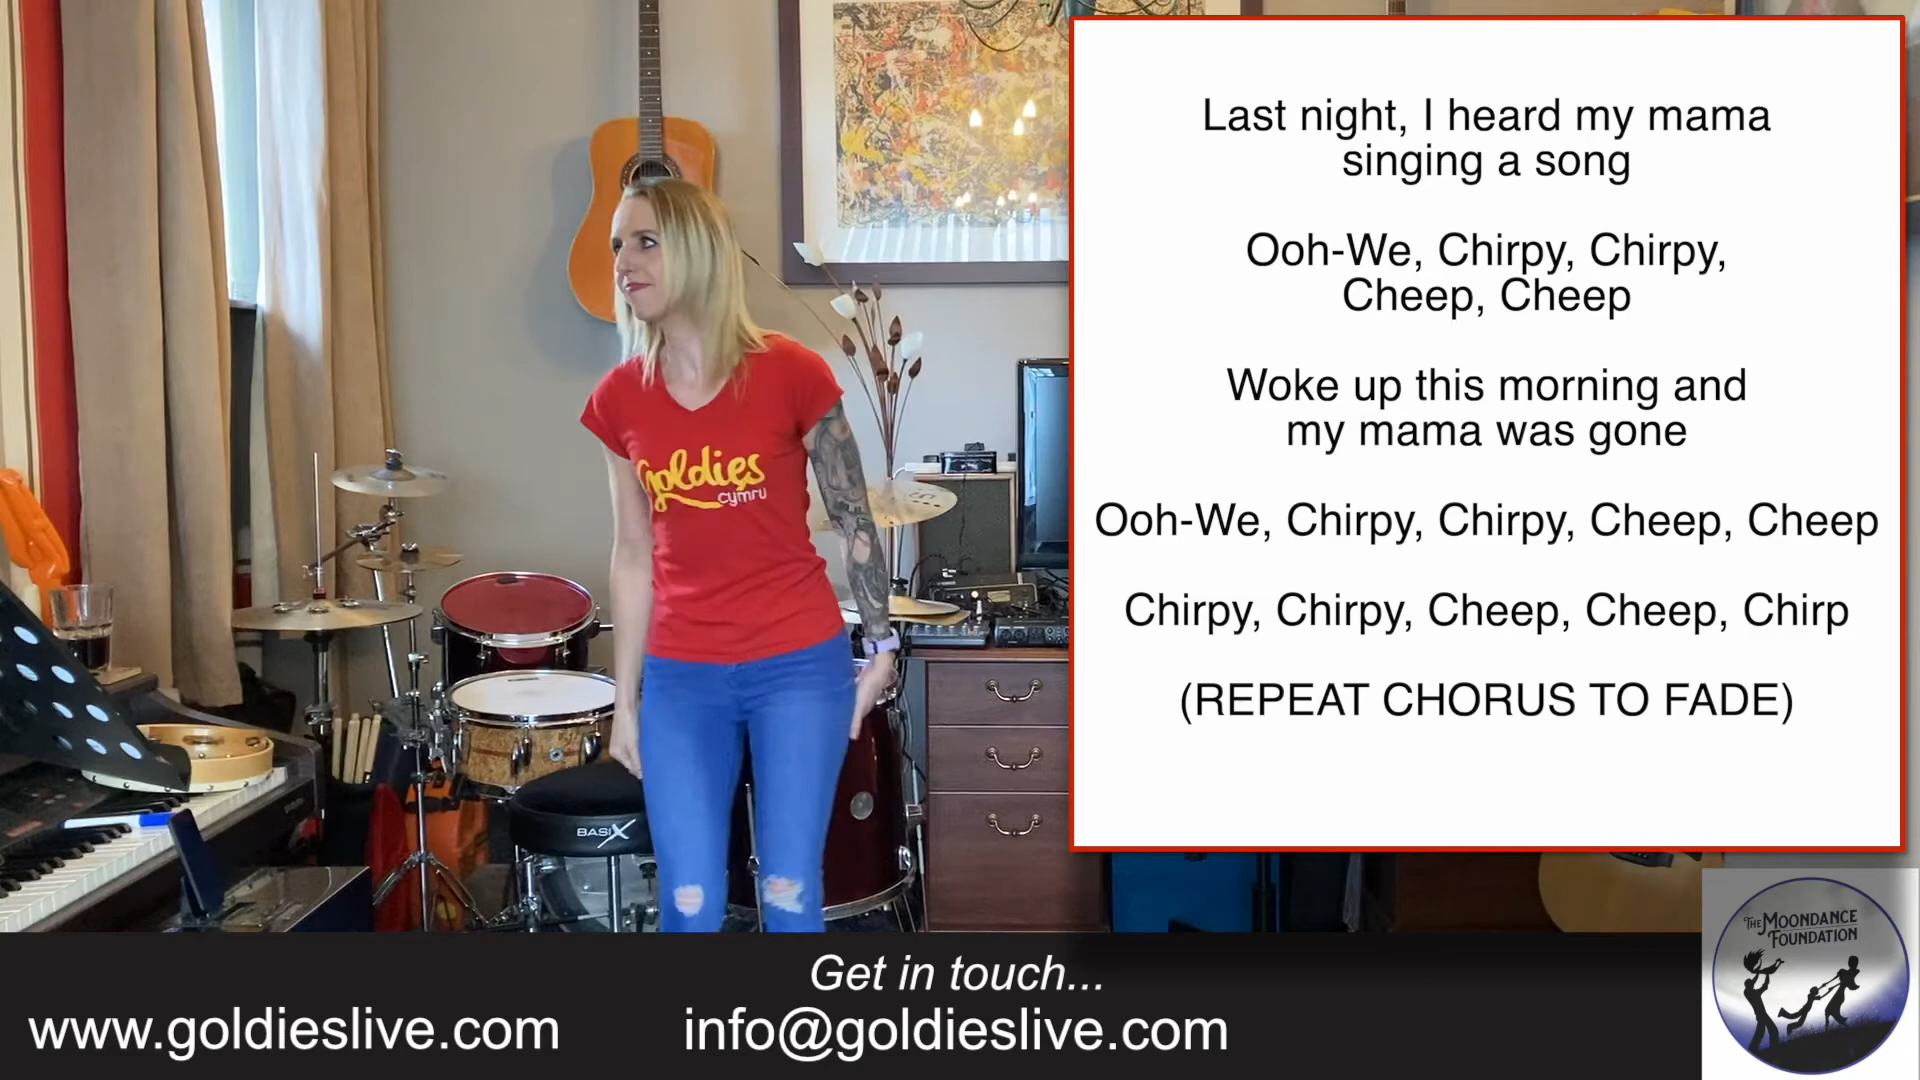 Last night, I heard my mama
singing a song
Ooh-We, Chirpy, Chirpy,
Cheep, Cheep
Woke up this morning and
my mama was gone
Ooh-We, Chirpy, Chirpy, Cheep, Cheep
Chirpy, Chirpy, Cheep, Cheep, Chirp
(REPEAT CHORUS TO FADE)
Goldies
cymru
BASIX
THE MOONDANCE
FOUNDATION
Get in touch...
www.goldieslive.com
info@goldieslive.com